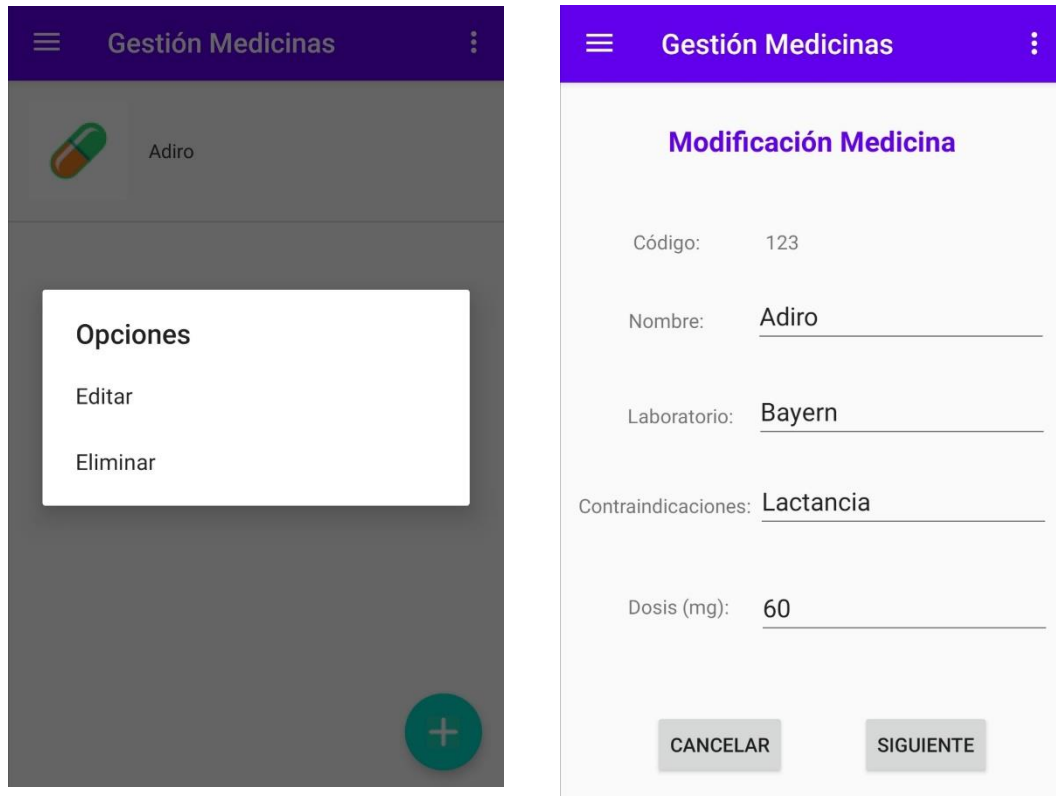 Gestión Medicinas
Adiro
Opciones
Editar
Eliminar
Gestión Medicinas
Modificación Medicina
Código: 123
Nombre: Adiro
Laboratorio: Bayern
Contraindicaciones: Lactancia
Dosis (mg): 60
CANCELAR SIGUIENTE